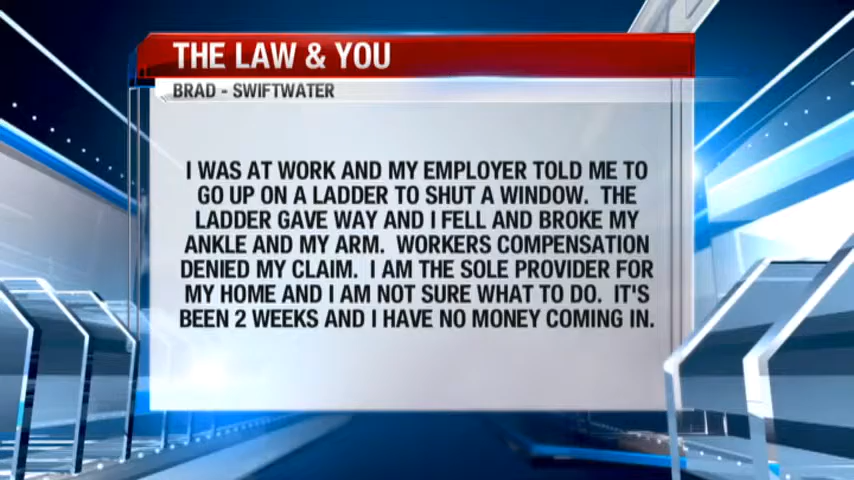 THE LAW & YOU
BRAD - SWIFTWATER
I WAS AT WORK AND MY EMPLOYER TOLD ME TO
GO UP ON A LADDER TO SHUT A WINDOW. THE
LADDER GAVE WAY AND I FELL AND BROKE MY
ANKLE AND MY ARM. WORKERS COMPENSATION
DENIED MY CLAIM. I AM THE SOLE PROVIDER FOR
MY HOME AND I AM NOT SURE WHAT TO DO. IT'S
BEEN 2 WEEKS AND I HAVE NO MONEY COMING IN.